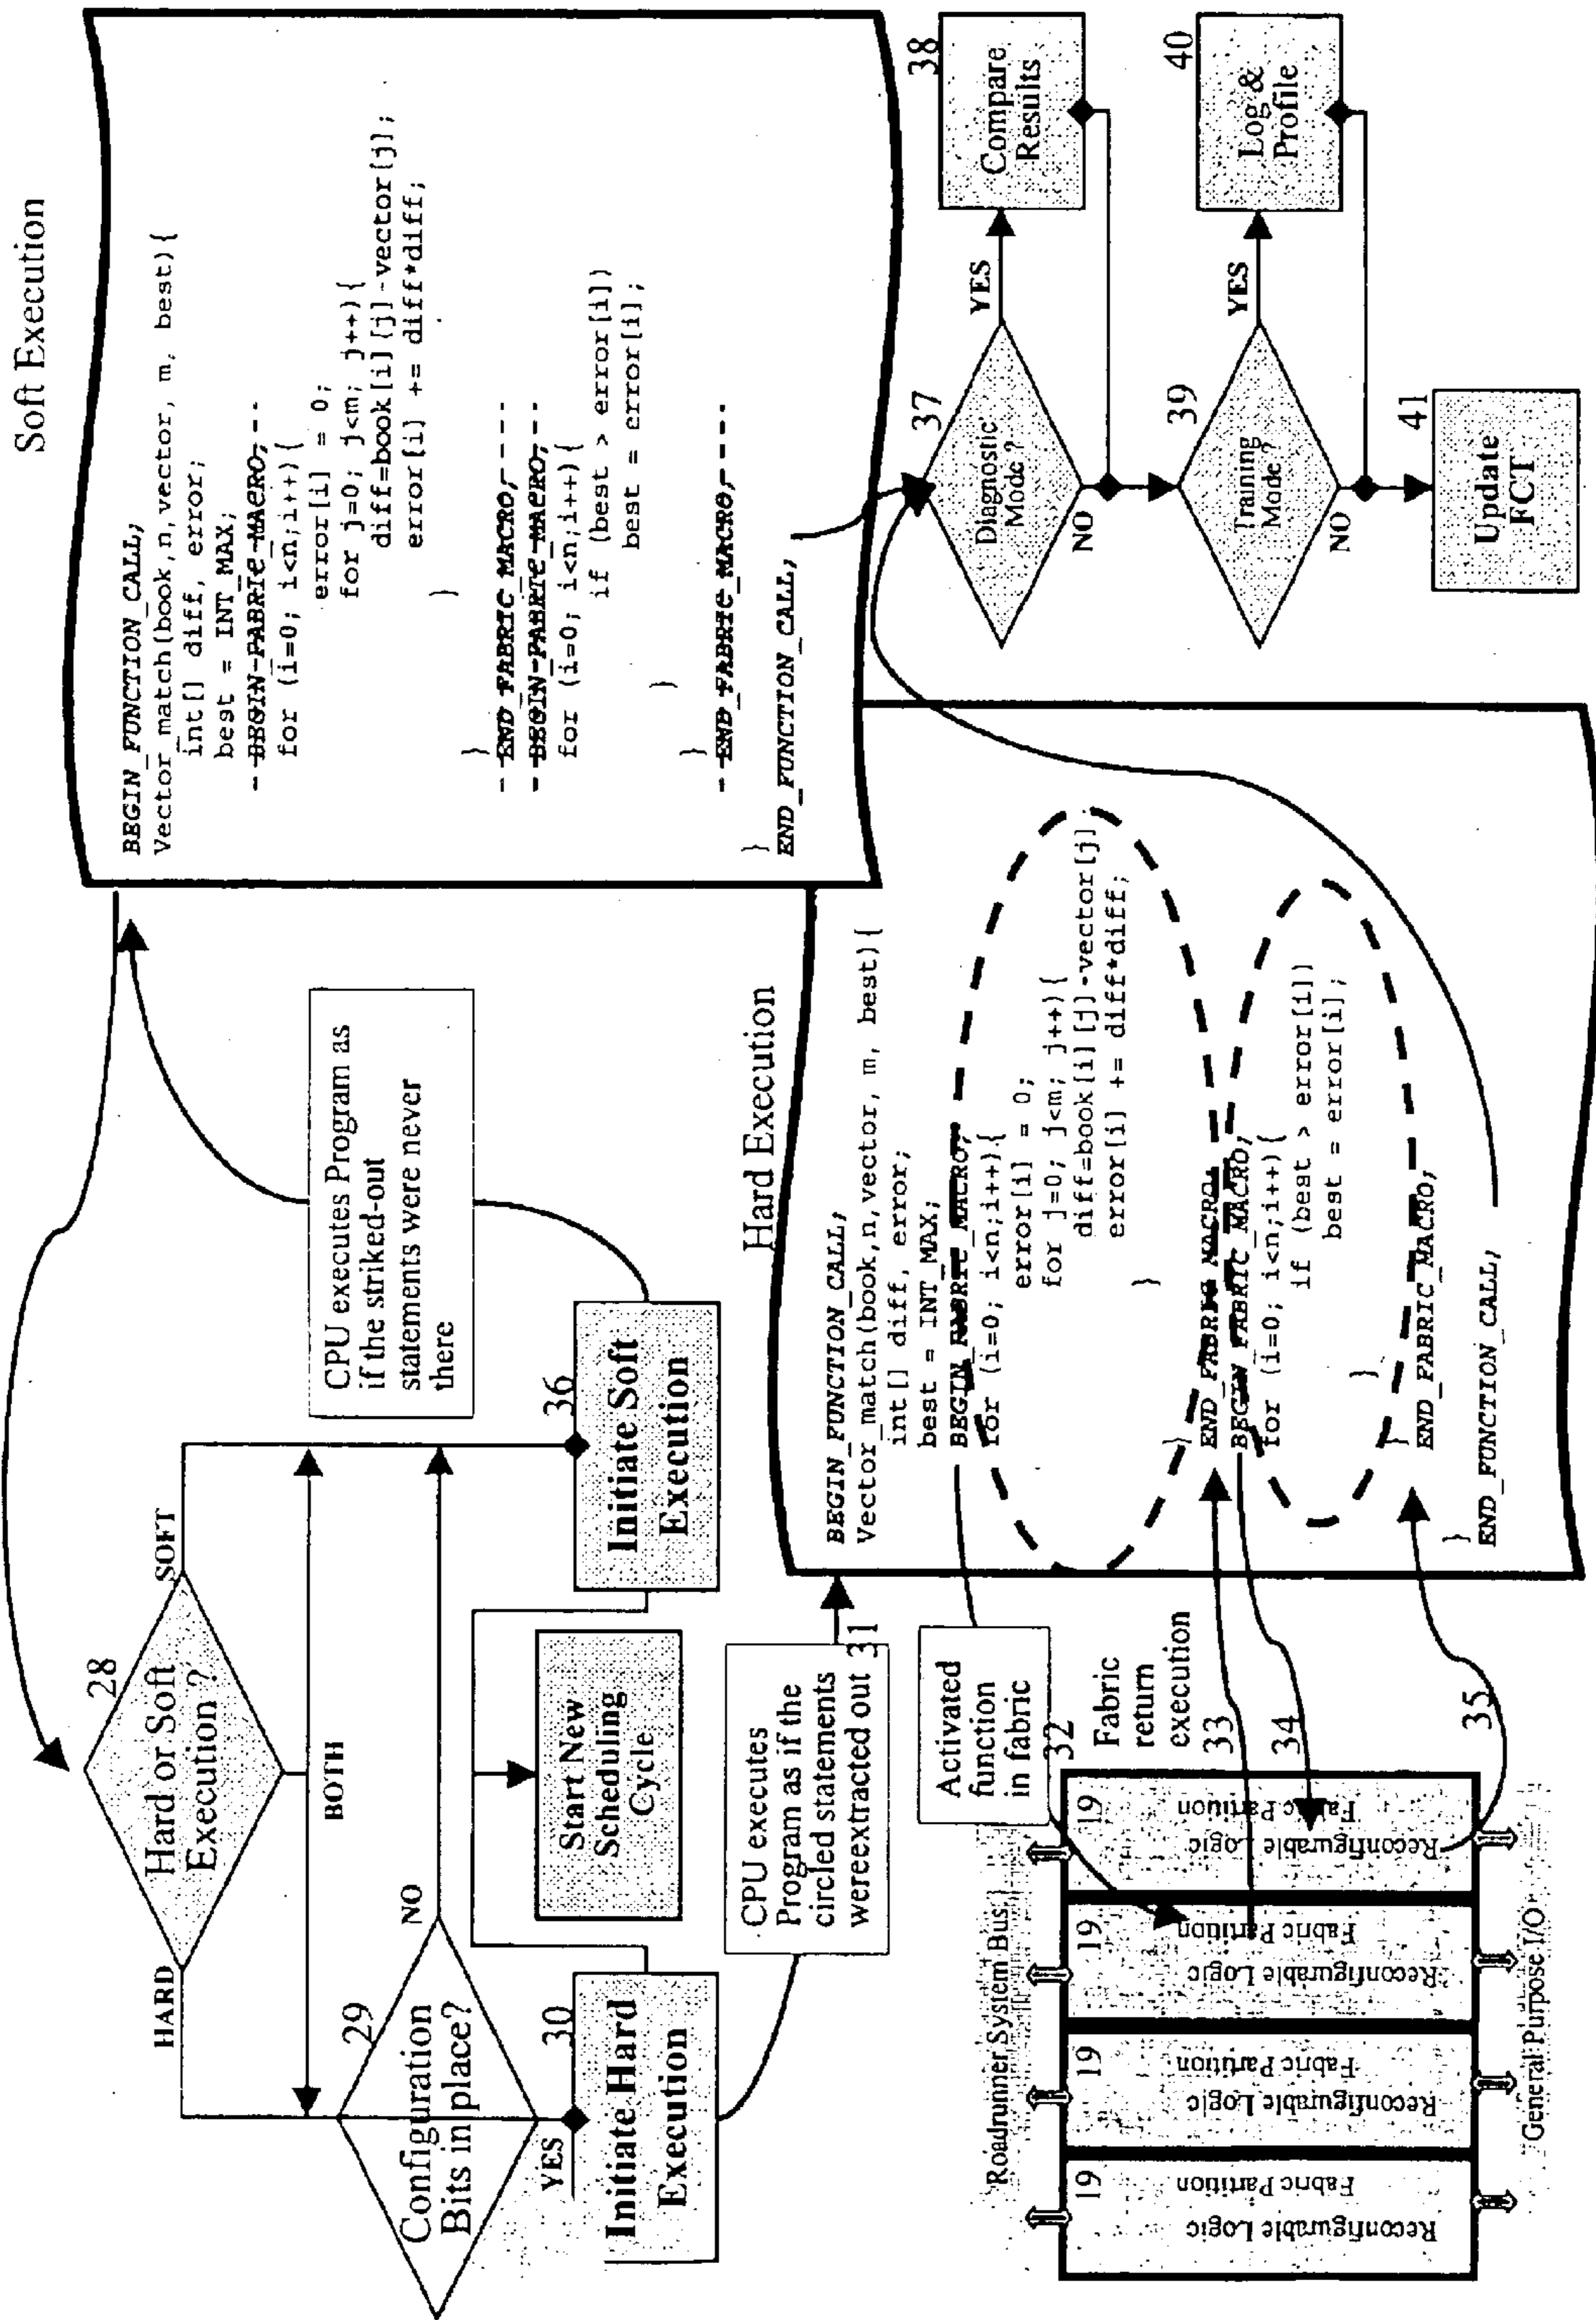 Soft Execution
BEGIN_FUNCTION_CALL;
Vector_match(book,n,vector, m, best){
int[] diff, error;
best = INT_MAX;
BEGIN_FABRIC_MACRO;
for (i=0; i<n;i++){
error[i] = 0;
for j=0; j<m; j++){
diff=book[i][j]-vector[j];
error[i] += diff*diff;
}
}
END_FABRIC_MACRO;
BEGIN_FABRIC_MACRO;
for (i=0; i<n;i++){
if (best > error[i])
best = error[i];
}
}
END_FABRIC_MACRO;
}
END_FUNCTION_CALL;
28
Hard or Soft
Execution ?
HARD
SOFT
BOTH
29
Configuration
Bits in place?
NO
YES
30
Initiate Hard
Execution
Start New
Scheduling
Cycle
36
Initiate Soft
Execution
CPU executes Program as
if the striked-out
statements were never
there
CPU executes
Program as if the
circled statements
wereextracted out
31
Hard Execution
BEGIN_FUNCTION_CALL;
Vector_match(book,n,vector, m, best){
int[] diff, error;
best = INT_MAX;
BEGIN_FABRIC_MACRO;
for (i=0; i<n;i++){
error[i] = 0;
for j=0; j<m; j++){
diff=book[i][j]-vector[j];
error[i] += diff*diff;
}
}
END_FABRIC_MACRO;
BEGIN_FABRIC_MACRO;
for (i=0; i<n;i++){
if (best > error[i])
best = error[i];
}
}
END_FABRIC_MACRO;
}
END_FUNCTION_CALL;
Activated
function
in fabric
32
Fabric
return
execution
33
34
35
Roadrunner System Bus
19
Reconfigurable Logic
Fabric Partition
19
Reconfigurable Logic
Fabric Partition
19
Reconfigurable Logic
Fabric Partition
19
Reconfigurable Logic
Fabric Partition
General Purpose I/O
37
Diagnostic
Mode ?
YES
NO
38
Compare
Results
39
Training
Mode ?
YES
NO
40
Log &
Profile
41
Update
FCT